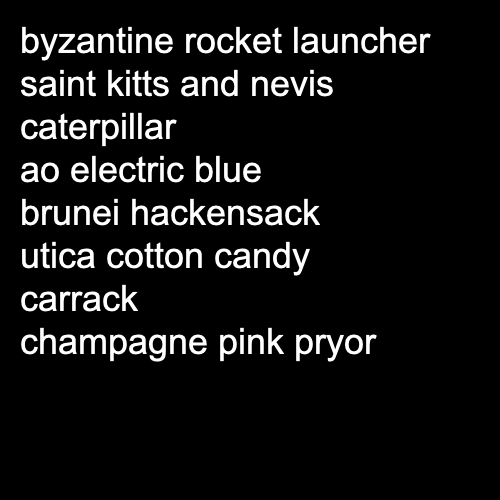 byzantine rocket launcher
saint kitts and nevis
caterpillar
ao electric blue
brunei hackensack
utica cotton candy
carrack
champagne pink pryor